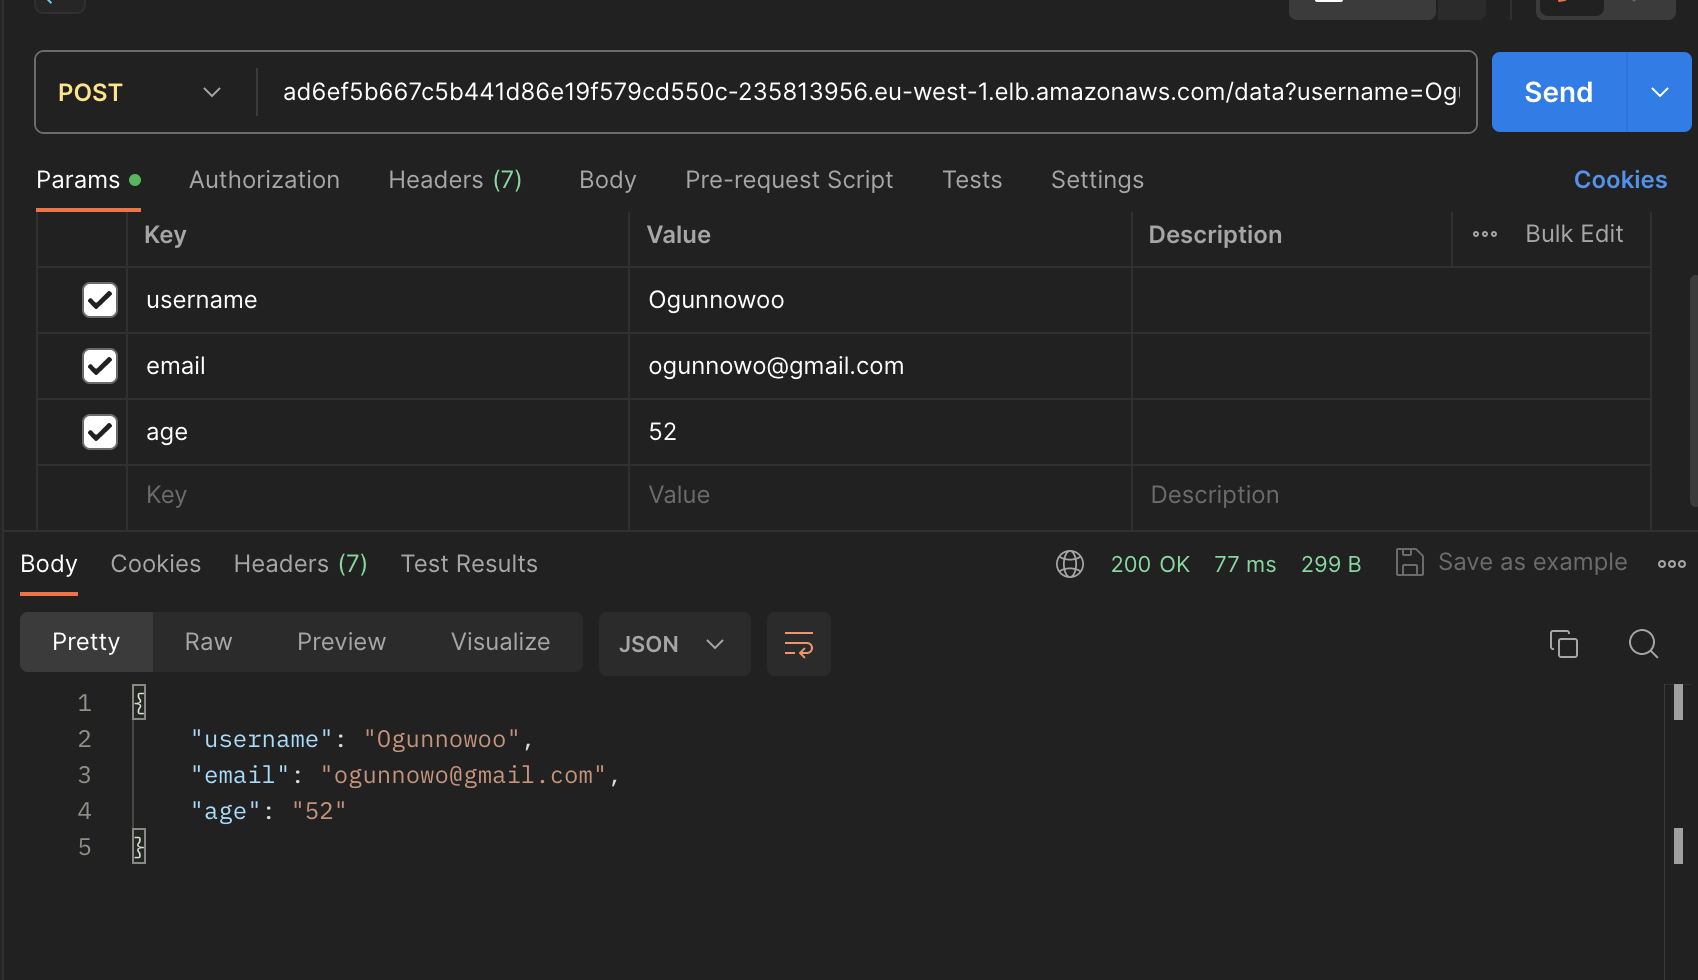 POST ad6ef5b667c5b441d86e19f579cd550c-235813956.eu-west-1.elb.amazonaws.com/data?username=Og Send
Params Authorization Headers (7) Body Pre-request Script Tests Settings Cookies
Key Value Description Bulk Edit
username Ogunnowoo
email ogunnowo@gmail.com
age 52
Key Value Description
Body Cookies Headers (7) Test Results 200 OK 77 ms 299 B Save as example
Pretty Raw Preview Visualize JSON
1 {
2 "username": "Ogunnowoo",
3 "email": "ogunnowo@gmail.com",
4 "age": "52"
5 }